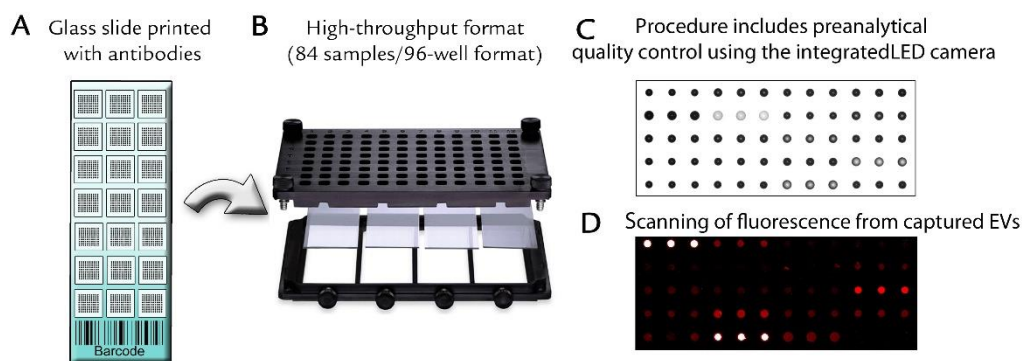 A Glass slide printed
with antibodies
B High-throughput format
(84 samples/96-well format)
C Procedure includes preanalytical
quality control using the integratedLED camera
D Scanning of fluorescence from captured EVs
Barcode